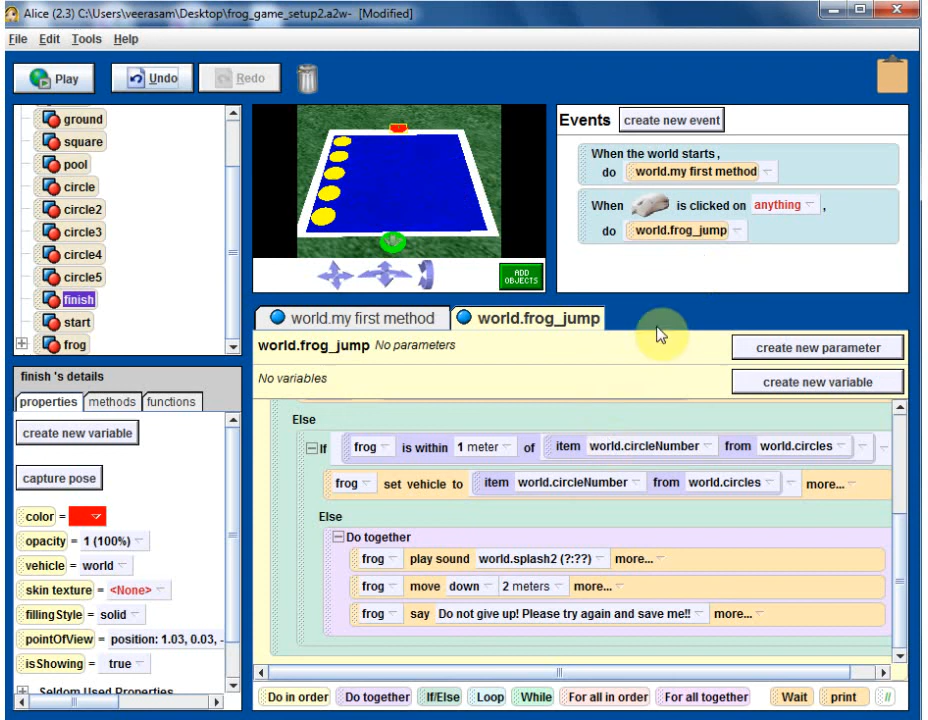 Alice (2.3) C:\Users\veerasam\Desktop\frog_game_setup2.a2w- [Modified]
File Edit Tools Help
Play Undo Redo
ground
square
pool
circle
circle2
circle3
circle4
circle5
finish
start
frog
ADD
OBJECTS
Events create new event
When the world starts,
do world.my first method
When is clicked on anything ,
do world.frog_jump
finish 's details
properties methods functions
create new variable
capture pose
color =
opacity = 1 (100%)
vehicle = world
skin texture = <None>
fillingStyle = solid
pointOfView = position: 1.03, 0.03, -
isShowing = true
Seldom Used Properties
world.my first method world.frog_jump
world.frog_jump No parameters create new parameter
No variables create new variable
Else
If frog is within 1 meter of item world.circleNumber from world.circles
frog set vehicle to item world.circleNumber from world.circles more...
Else
Do together
frog play sound world.splash2 (?:??) more...
frog move down 2 meters more...
frog say Do not give up! Please try again and save me!! more...
Do in order Do together If/Else Loop While For all in order For all together Wait print //